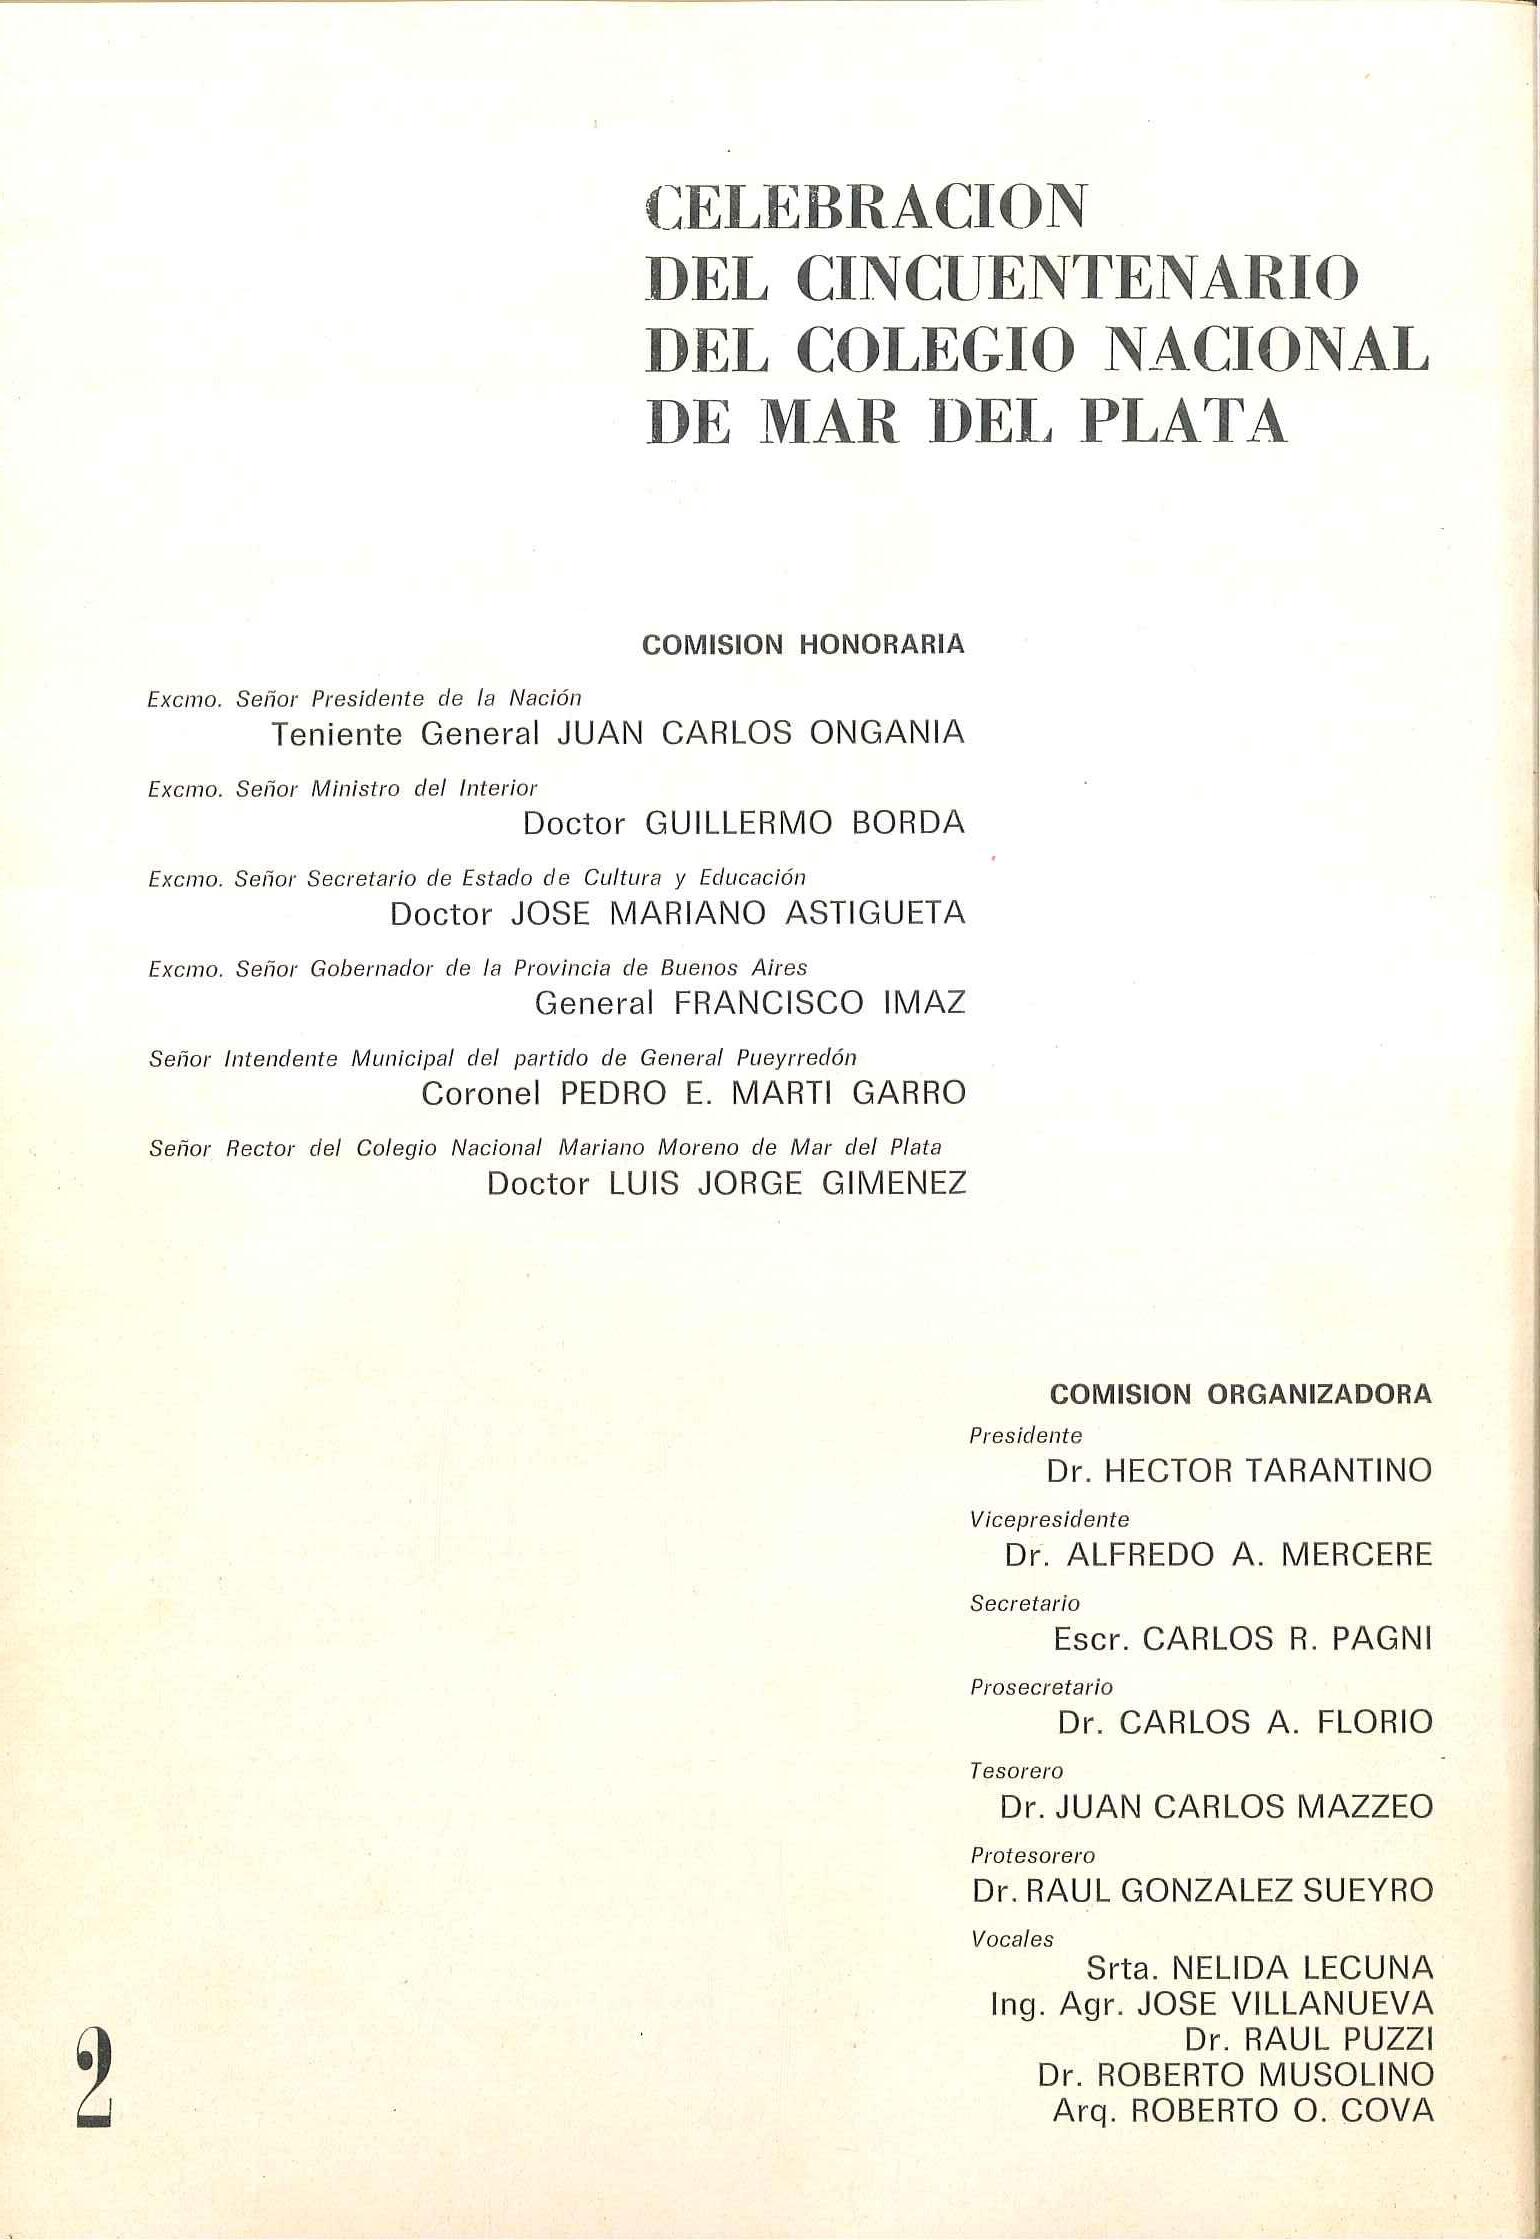 CELEBRACION
DEL CINCUENTENARIO
DEL COLEGIO NACIONAL
DE MAR DEL PLATA
COMISION HONORARIA
Excmo. Señor Presidente de la Nación
Teniente General JUAN CARLOS ONGANIA
Excmo. Señor Ministro del Interior
Doctor GUILLERMO BORDA
Excmo. Señor Secretario de Estado de Cultura y Educación
Doctor JOSE MARIANO ASTIGUETA
Excmo. Señor Gobernador de la Provincia de Buenos Aires
General FRANCISCO IMAZ
Señor Intendente Municipal del partido de General Pueyrredón
Coronel PEDRO E. MARTI GARRO
Señor Rector del Colegio Nacional Mariano Moreno de Mar del Plata
Doctor LUIS JORGE GIMENEZ
COMISION ORGANIZADORA
Presidente
Dr. HECTOR TARANTINO
Vicepresidente
Dr. ALFREDO A. MERCERE
Secretario
Escr. CARLOS R. PAGNI
Prosecretario
Dr. CARLOS A. FLORIO
Tesorero
Dr. JUAN CARLOS MAZZEO
Protesorero
Dr. RAUL GONZALEZ SUEYRO
Vocales
Srta. NELIDA LECUNA
Ing. Agr. JOSE VILLANUEVA
Dr. RAUL PUZZI
Dr. ROBERTO MUSOLINO
Arq. ROBERTO O. COVA
2